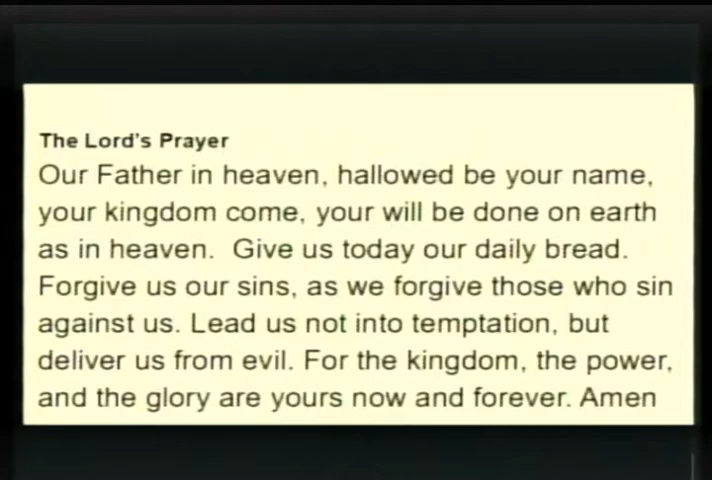 The Lord's Prayer
Our Father in heaven, hallowed be your name,
your kingdom come, your will be done on earth
as in heaven.  Give us today our daily bread.
Forgive us our sins, as we forgive those who sin
against us. Lead us not into temptation, but
deliver us from evil. For the kingdom, the power,
and the glory are yours now and forever. Amen